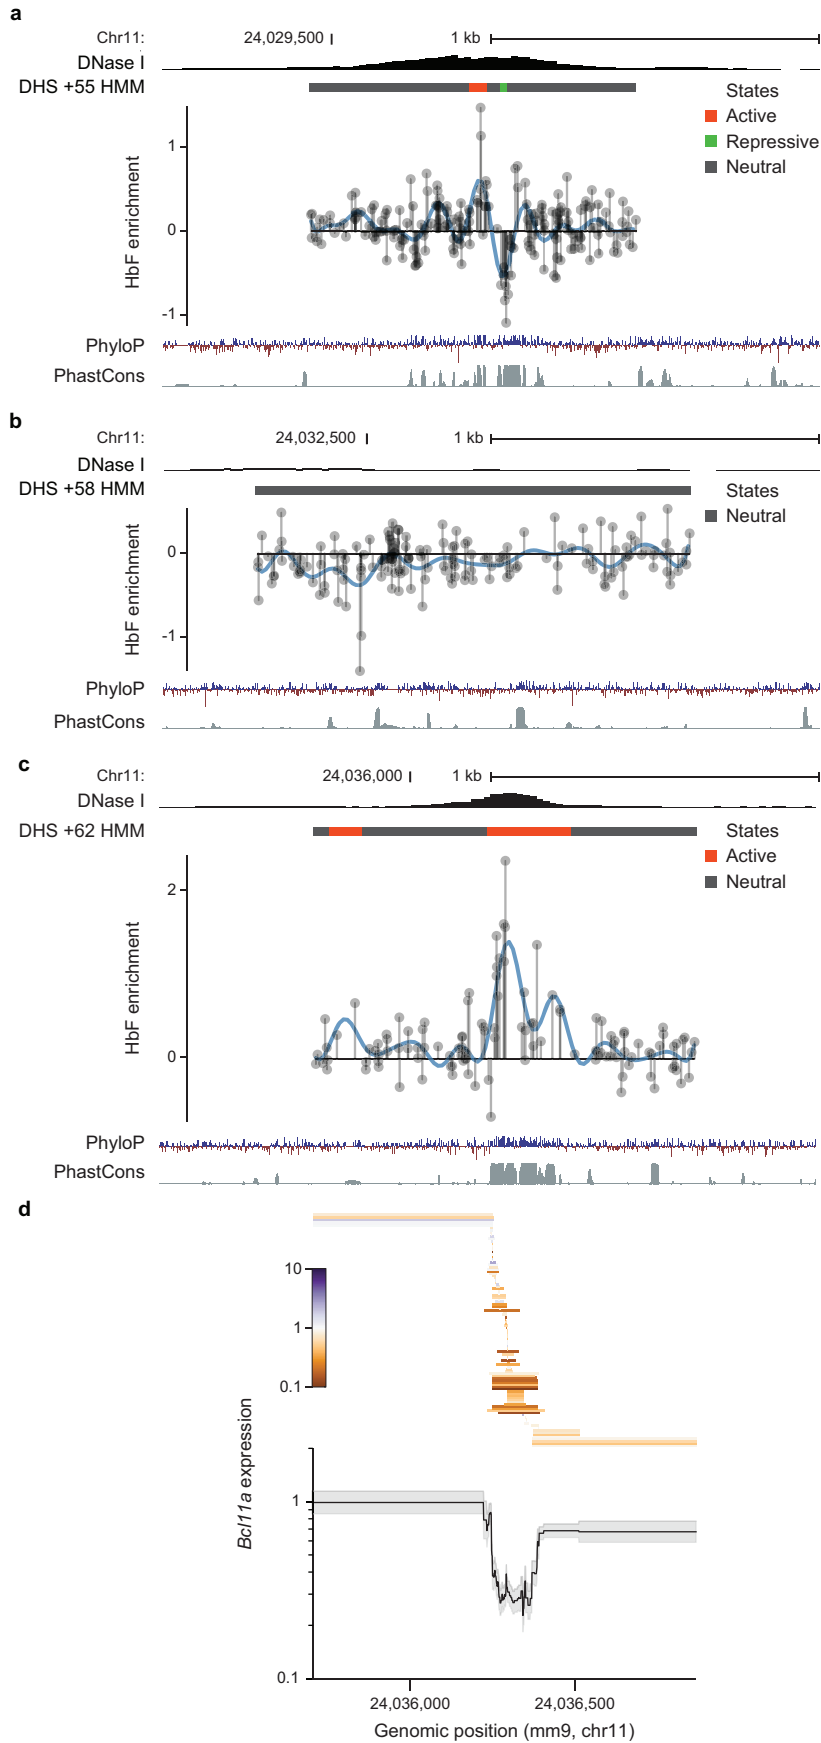 a
Chr11: 24,029,500 1 kb
DNase I
DHS +55 HMM
States
Active
Repressive
Neutral
HbF enrichment
1
0
-1
PhyloP
PhastCons
b
Chr11: 24,032,500 1 kb
DNase I
DHS +58 HMM
States
Neutral
HbF enrichment
0
-1
PhyloP
PhastCons
c
Chr11: 24,036,000 1 kb
DNase I
DHS +62 HMM
States
Active
Neutral
HbF enrichment
2
0
PhyloP
PhastCons
d
10
1
0.1
Bcl11a expression
1
0.1
24,036,000 24,036,500
Genomic position (mm9, chr11)